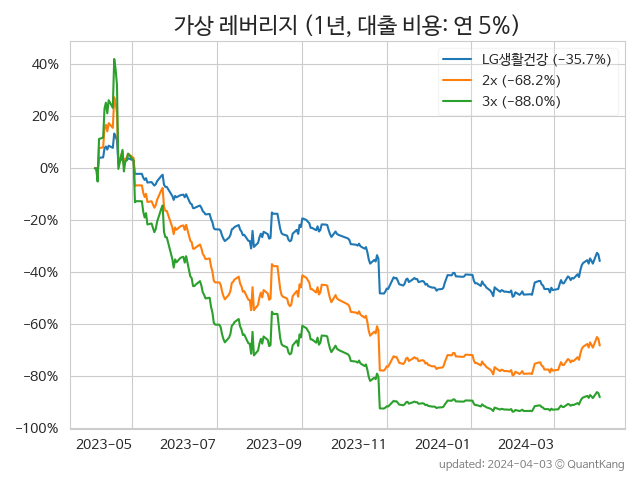 가상 레버리지 (1년, 대출 비용: 연 5%)
LG생활건강 (−35.7%)
2x (−68.2%)
3x (−88.0%)
40%
20%
0%
−20%
−40%
−60%
−80%
−100%
2023-05 2023-07 2023-09 2023-11 2024-01 2024-03
updated: 2024-04-03 © QuantKang